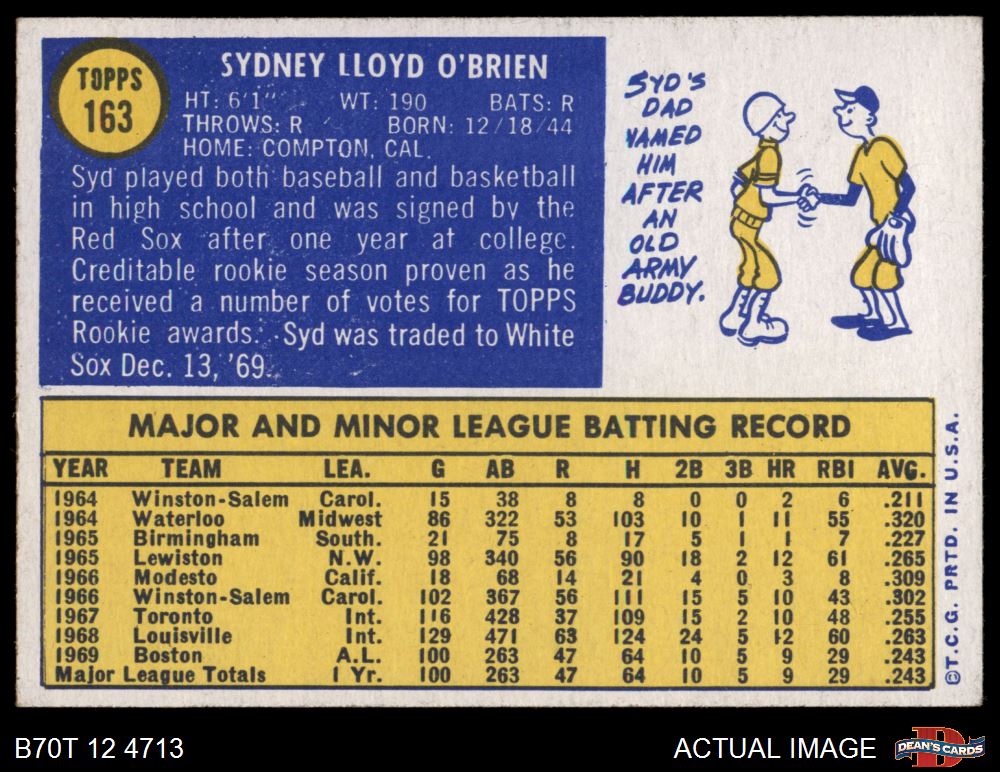 TOPPS
163
SYDNEY LLOYD O'BRIEN
HT: 6'1" WT: 190 BATS: R
THROWS: R BORN: 12/18/44
HOME: COMPTON, CAL.
Syd played both baseball and basketball
in high school and was signed by the
Red Sox after one year at college.
Creditable rookie season proven as he
received a number of votes for TOPPS
Rookie awards. Syd was traded to White
Sox Dec. 13, '69.
SYD'S
DAD
NAMED
HIM
AFTER
AN
OLD
ARMY
BUDDY.
MAJOR AND MINOR LEAGUE BATTING RECORD
YEAR TEAM LEA. G AB R H 2B 3B HR RBI AVG.
1964 Winston-Salem Carol. 15 38 8 8 0 0 2 6 .211
1964 Waterloo Midwest 86 322 53 103 10 1 11 55 .320
1965 Birmingham South. 21 75 8 17 5 1 1 7 .227
1965 Lewiston N.W. 98 340 56 90 18 2 12 61 .265
1966 Modesto Calif. 18 68 14 21 4 0 3 8 .309
1966 Winston-Salem Carol. 102 367 56 111 15 5 10 43 .302
1967 Toronto Int. 116 428 37 109 15 2 10 48 .255
1968 Louisville Int. 129 471 63 124 24 5 12 60 .263
1969 Boston A.L. 100 263 47 64 10 5 9 29 .243
Major League Totals 1 Yr. 100 263 47 64 10 5 9 29 .243
©T.C.G. PRTD. IN U.S.A.
B70T 12 4713 ACTUAL IMAGE
D
DEAN'S CARDS